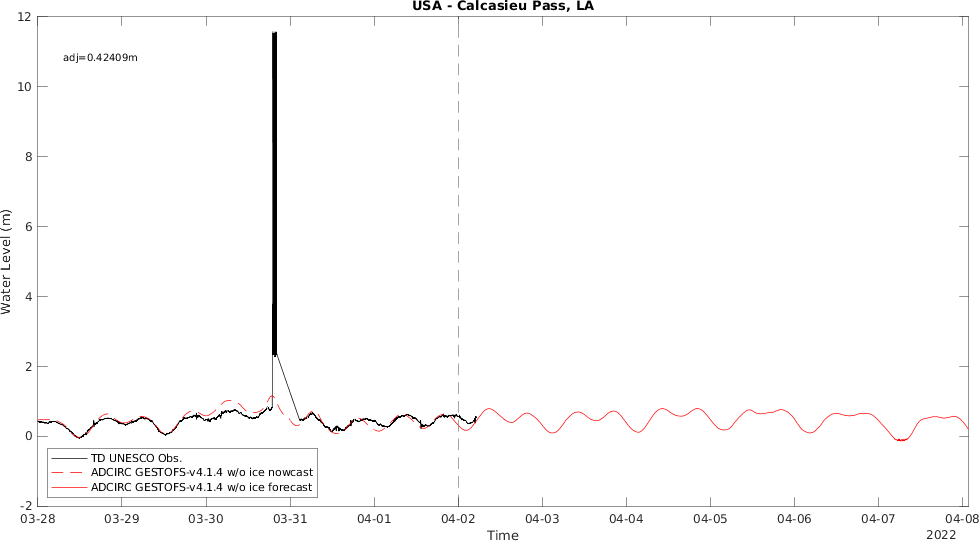 USA - Calcasieu Pass, LA
12
adj=0.42409m
10
8
6
4
2
0
-2
Water Level (m)
TD UNESCO Obs.
ADCIRC GESTOFS-v4.1.4 w/o ice nowcast
ADCIRC GESTOFS-v4.1.4 w/o ice forecast
03-28 03-29 03-30 03-31 04-01 04-02 04-03 04-04 04-05 04-06 04-07 04-08
Time
2022